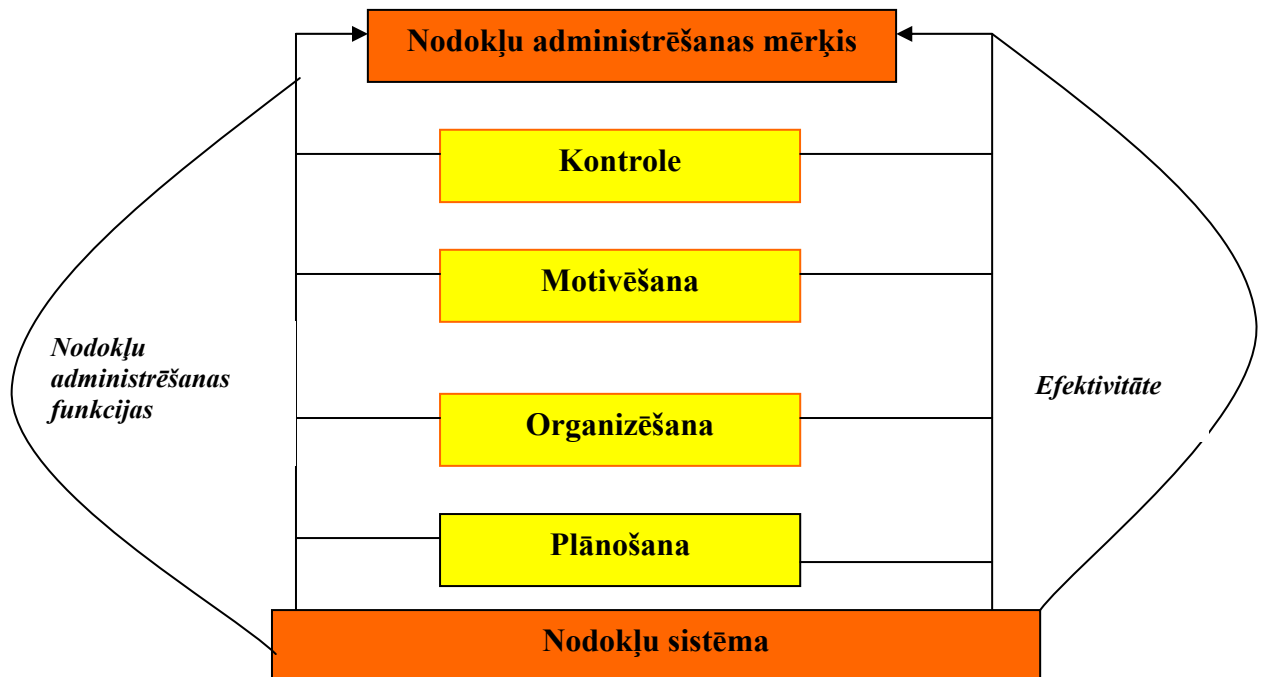 Nodokļu administrēšanas mērķis
Kontrole
Motivēšana
Nodokļu
administrēšanas
funkcijas
Efektivitāte
Organizēšana
Plānošana
Nodokļu sistēma